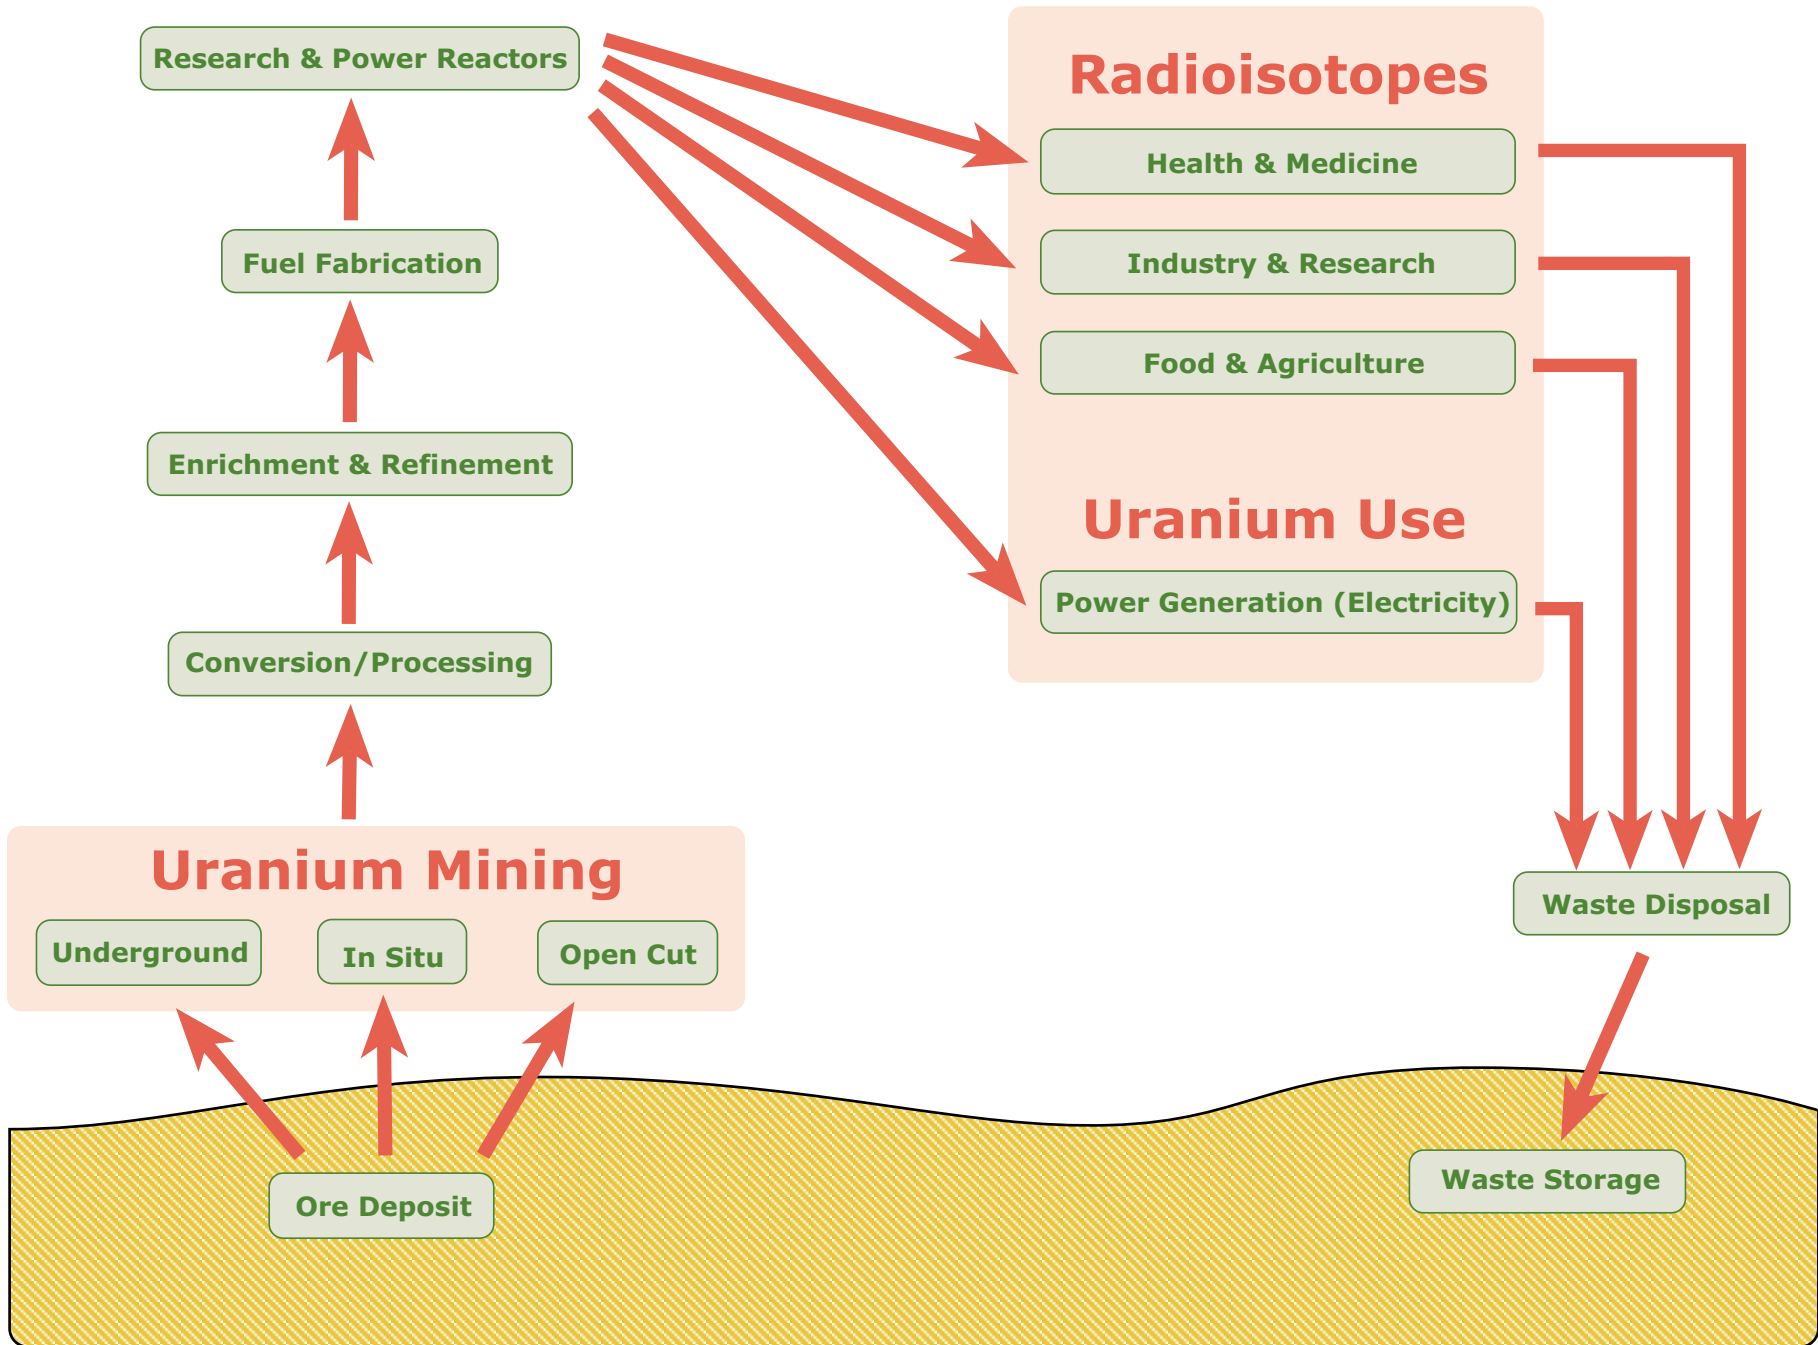 Research & Power Reactors
Fuel Fabrication
Enrichment & Refinement
Conversion/Processing
Uranium Mining
Underground
In Situ
Open Cut
Ore Deposit
Radioisotopes
Health & Medicine
Industry & Research
Food & Agriculture
Uranium Use
Power Generation (Electricity)
Waste Disposal
Waste Storage